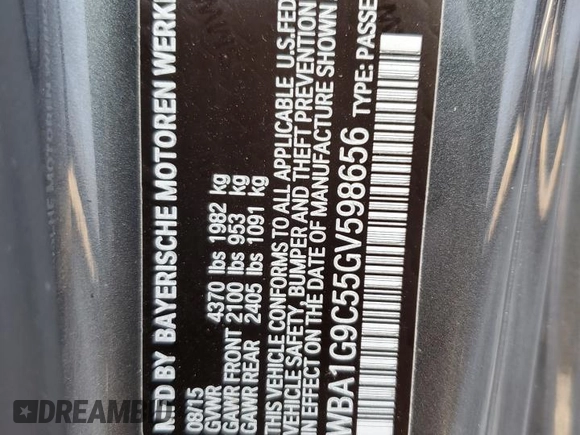 MFD BY BAYERISCHE MOTOREN WERKE
08/15
GVWR 4370 lbs 1982 kg
GAWR FRONT 2100 lbs 953 kg
GAWR REAR 2405 lbs 1091 kg
THIS VEHICLE CONFORMS TO ALL APPLICABLE U.S. FED
VEHICLE SAFETY, BUMPER AND THEFT PREVENTION
IN EFFECT ON THE DATE OF MANUFACTURE SHOWN
WBA1G9C55GV598656 TYPE: PASSE
DREAMBID